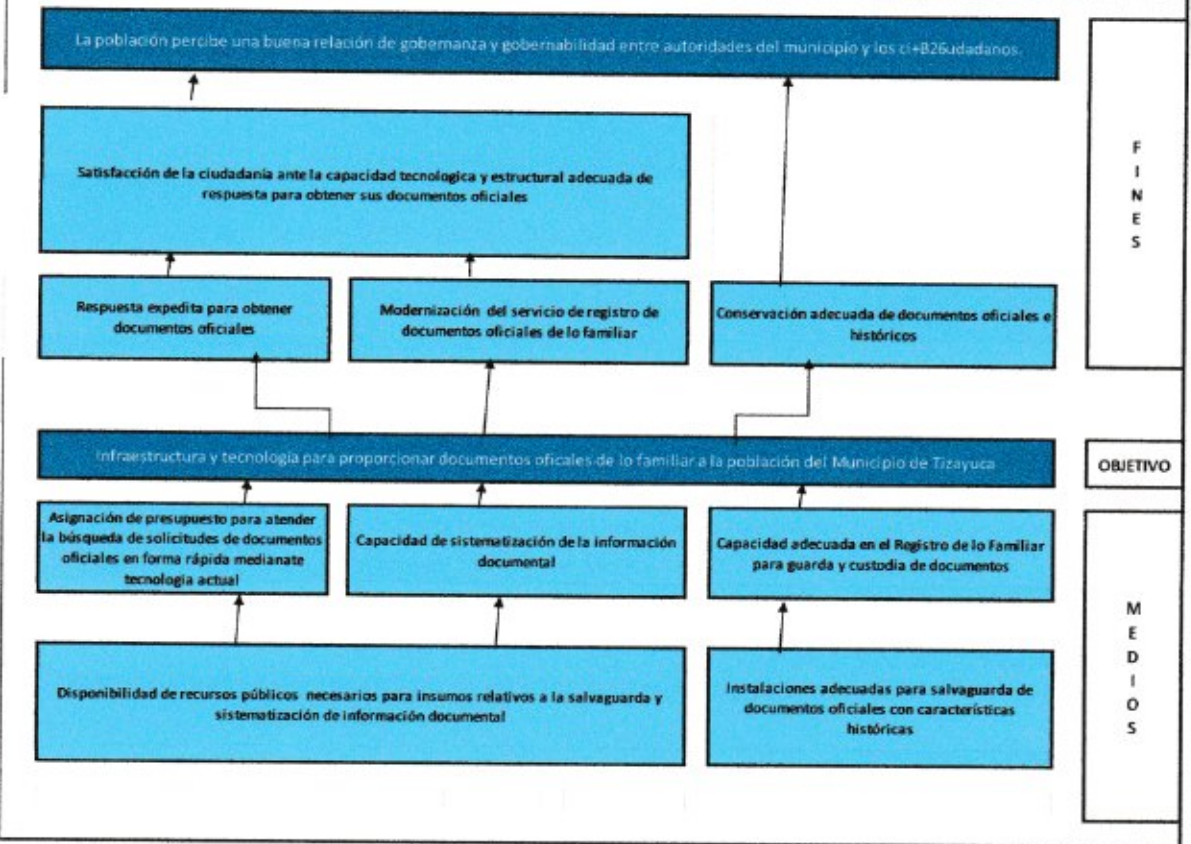 La población percibe una buena relación de gobernanza y gobernabilidad entre autoridades del municipio y los ci+B26udadanos.
Satisfacción de la ciudadanía ante la capacidad tecnologica y estructural adecuada de
respuesta para obtener sus documentos oficiales
F
I
N
E
S
Respuesta expedita para obtener
documentos oficiales
Modernización del servicio de registro de
documentos oficiales de lo familiar
Conservación adecuada de documentos oficiales e
históricos
Infraestructura y tecnología para proporcionar documentos oficales de lo familiar a la población del Municipio de Tizayuca
OBJETIVO
Asignación de presupuesto para atender
la búsqueda de solicitudes de documentos
oficiales en forma rápida medianate
tecnología actual
Capacidad de sistematización de la información
documental
Capacidad adecuada en el Registro de lo Familiar
para guarda y custodia de documentos
M
E
D
I
O
S
Disponibilidad de recursos públicos necesarios para insumos relativos a la salvaguarda y
sistematización de información documental
Instalaciones adecuadas para salvaguarda de
documentos oficiales con características
históricas